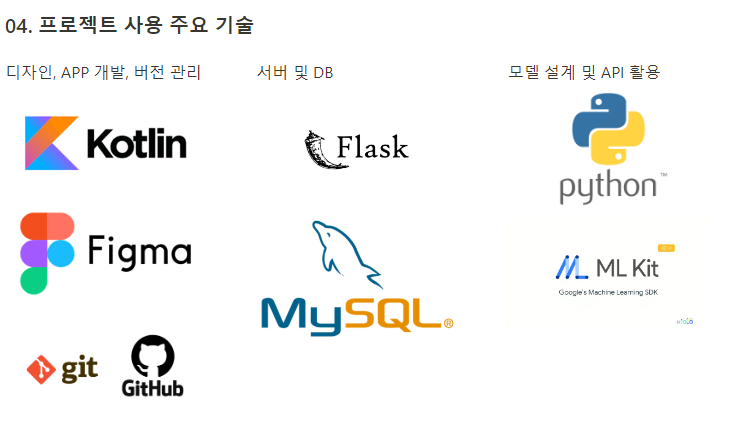 04. 프로젝트 사용 주요 기술
디자인, APP 개발, 버전 관리
Kotlin
Figma
git
GitHub
서버 및 DB
Flask
MySQL®
모델 설계 및 API 활용
python™
ML Kit
Google's Machine Learning SDK